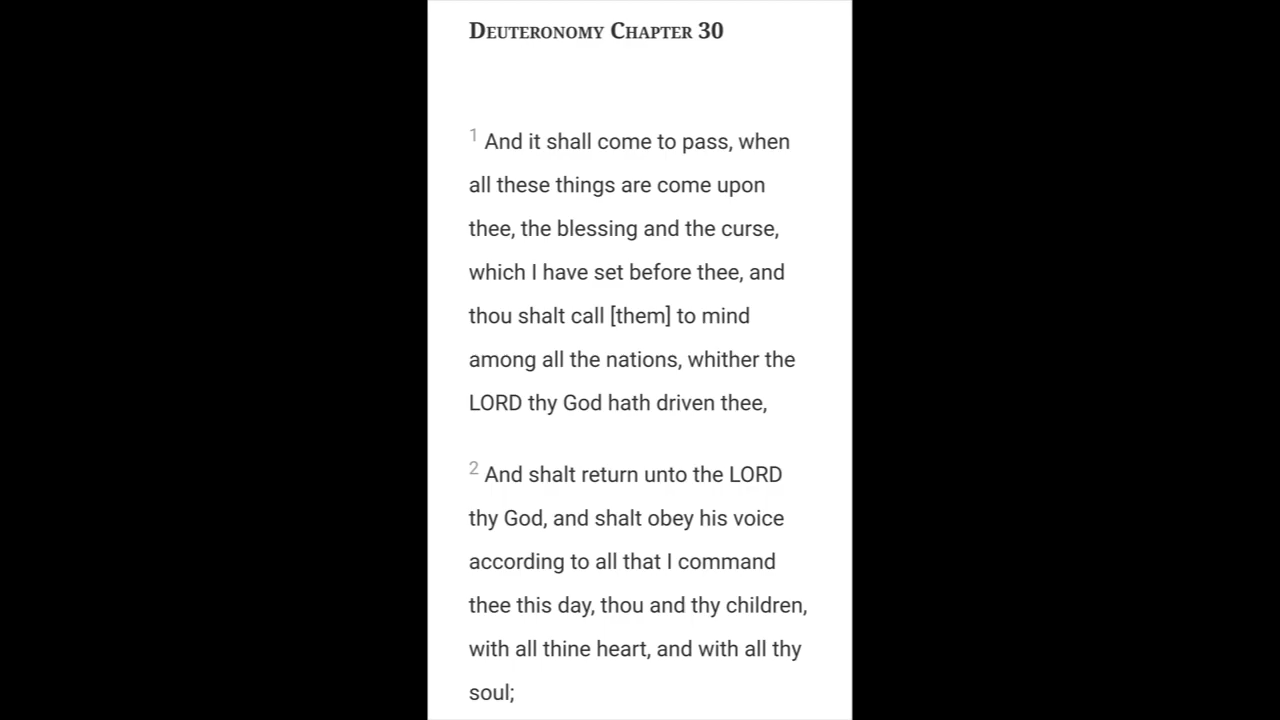 Deuteronomy Chapter 30
1 And it shall come to pass, when
all these things are come upon
thee, the blessing and the curse,
which I have set before thee, and
thou shalt call [them] to mind
among all the nations, whither the
LORD thy God hath driven thee,
2 And shalt return unto the LORD
thy God, and shalt obey his voice
according to all that I command
thee this day, thou and thy children,
with all thine heart, and with all thy
soul;